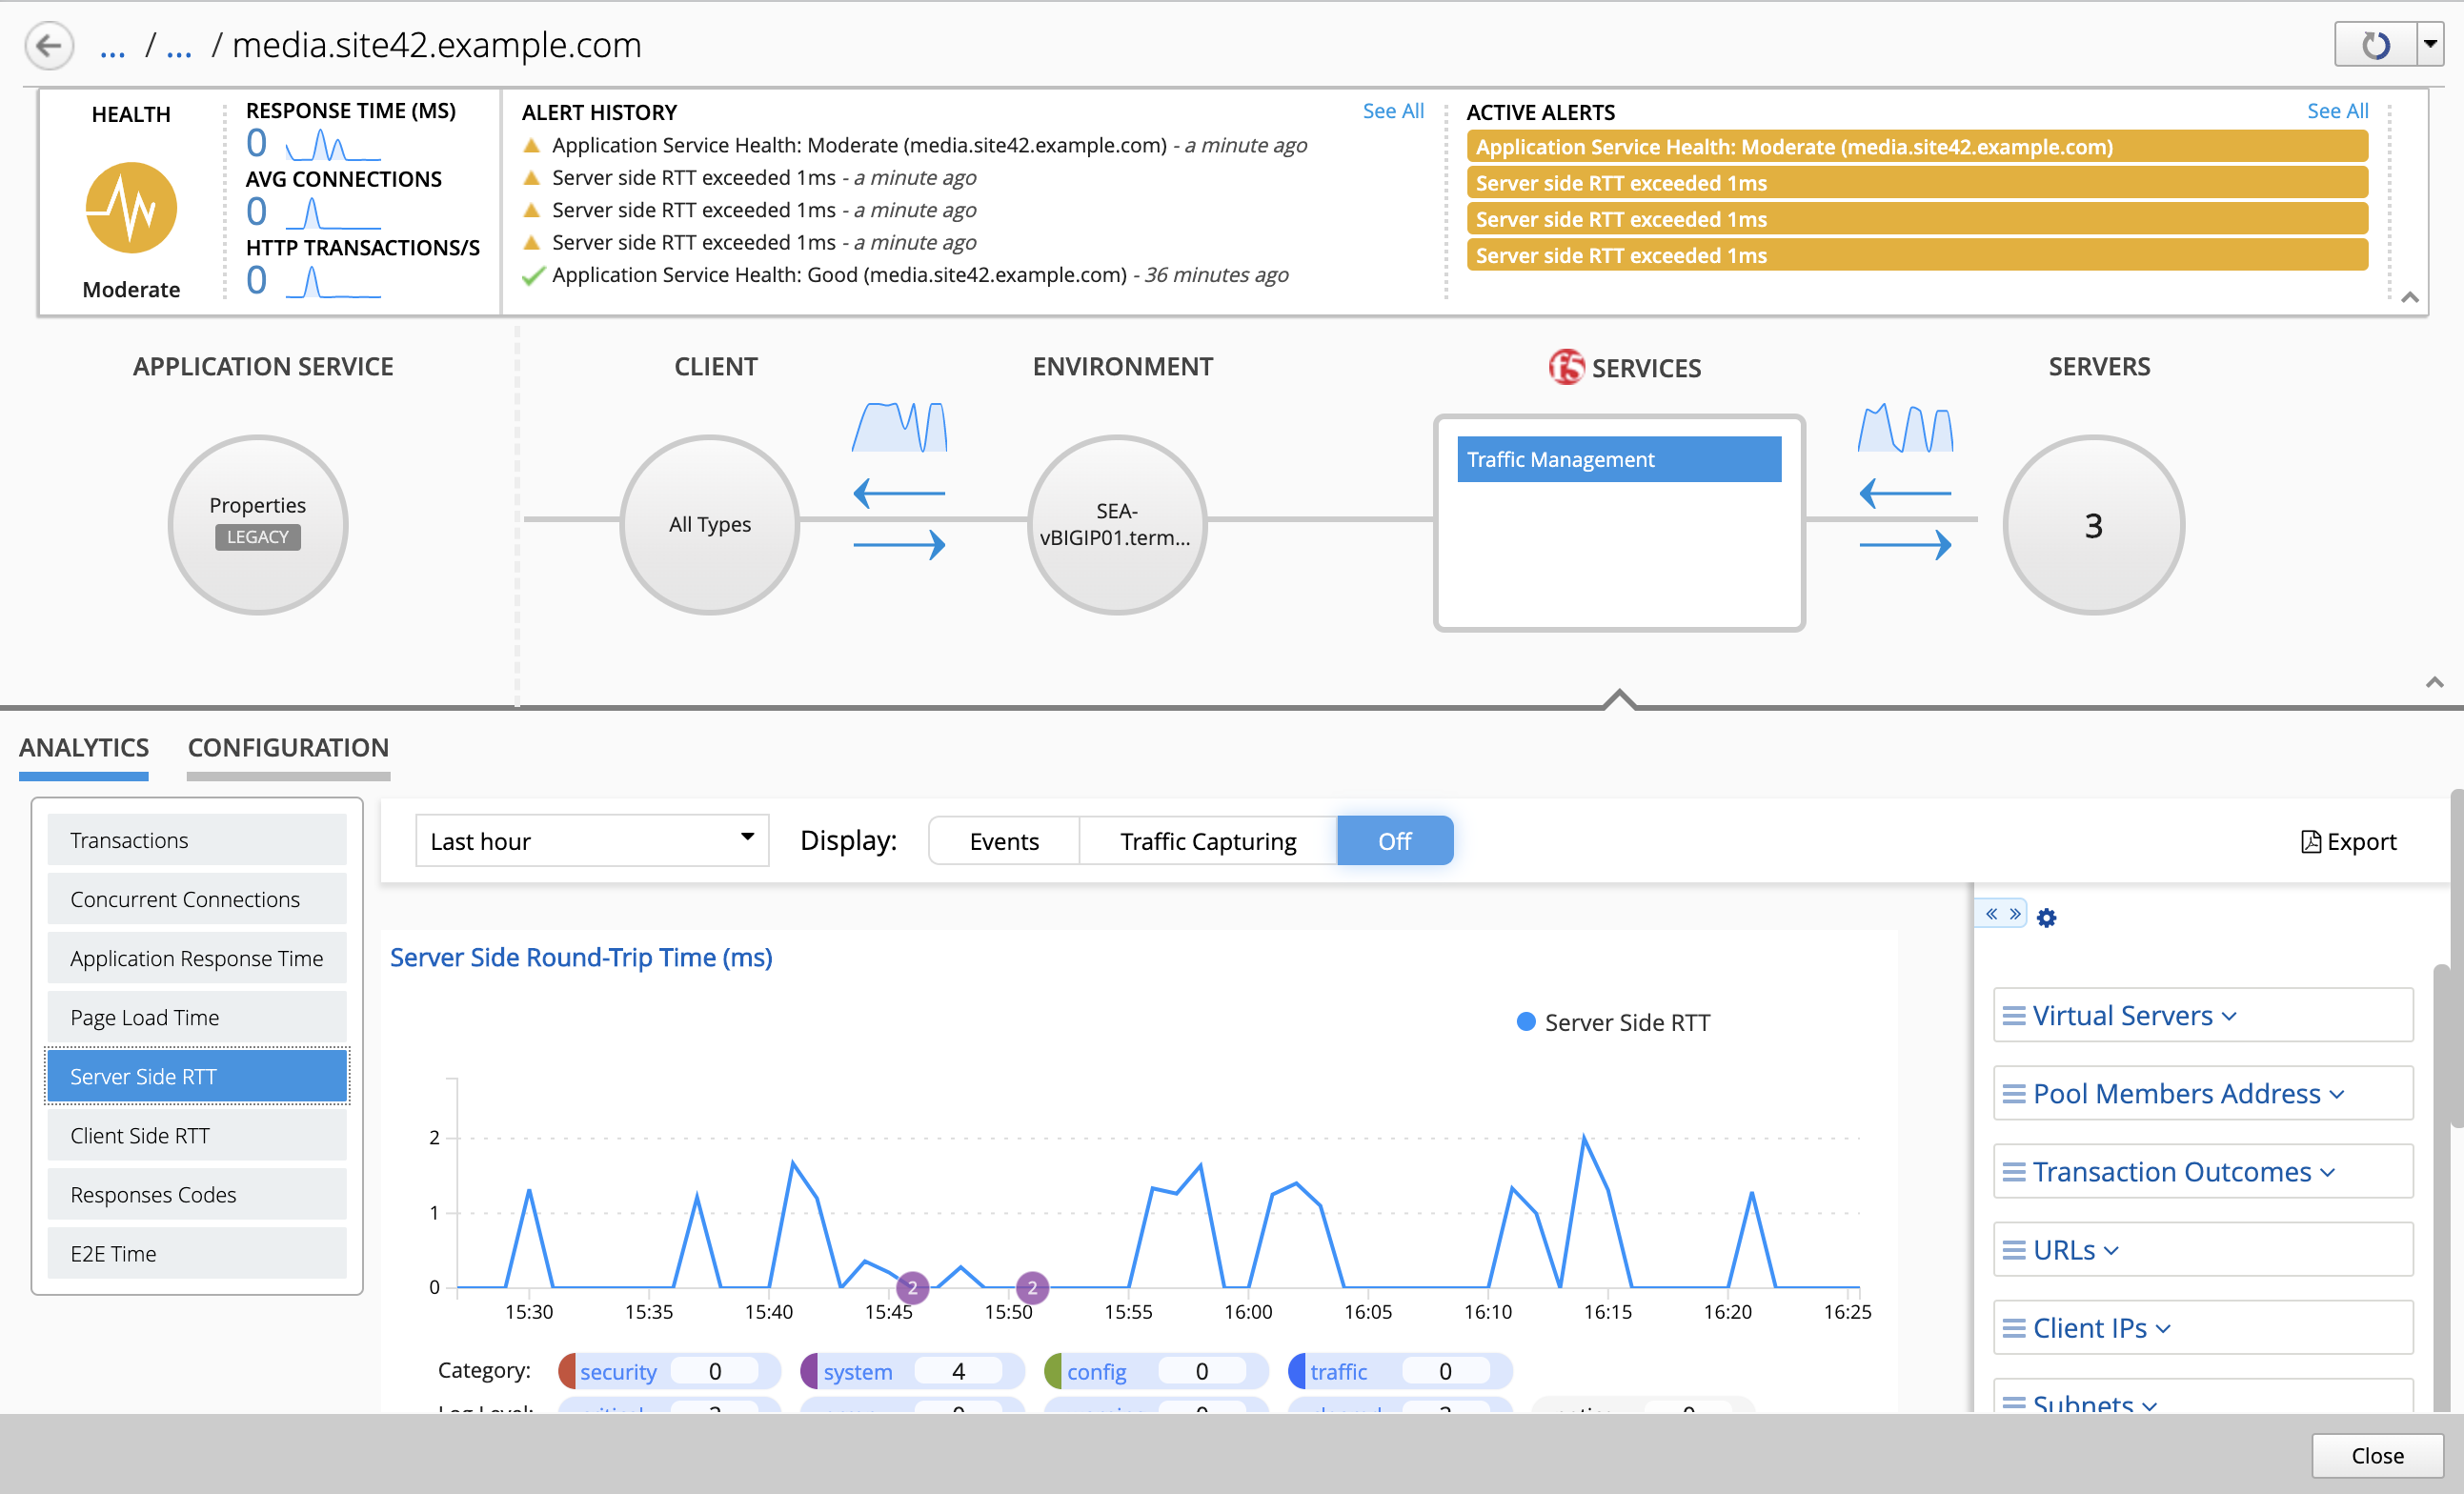 ... / ... / media.site42.example.com
HEALTH
Moderate
RESPONSE TIME (MS)
0
AVG CONNECTIONS
0
HTTP TRANSACTIONS/S
0
ALERT HISTORY
See All
Application Service Health: Moderate (media.site42.example.com) - a minute ago
Server side RTT exceeded 1ms - a minute ago
Server side RTT exceeded 1ms - a minute ago
Server side RTT exceeded 1ms - a minute ago
Application Service Health: Good (media.site42.example.com) - 36 minutes ago
ACTIVE ALERTS
See All
Application Service Health: Moderate (media.site42.example.com)
Server side RTT exceeded 1ms
Server side RTT exceeded 1ms
Server side RTT exceeded 1ms
APPLICATION SERVICE
CLIENT
ENVIRONMENT
f5 SERVICES
SERVERS
Properties
LEGACY
All Types
SEA-
vBIGIP01.term...
Traffic Management
3
ANALYTICS
CONFIGURATION
Transactions
Concurrent Connections
Application Response Time
Page Load Time
Server Side RTT
Client Side RTT
Responses Codes
E2E Time
Last hour
Display:
Events
Traffic Capturing
Off
Export
Server Side Round-Trip Time (ms)
Server Side RTT
2
1
0
2
2
15:30 15:35 15:40 15:45 15:50 15:55 16:00 16:05 16:10 16:15 16:20 16:25
Category: security 0 system 4 config 0 traffic 0
« »
Virtual Servers
Pool Members Address
Transaction Outcomes
URLs
Client IPs
Subnets
Close